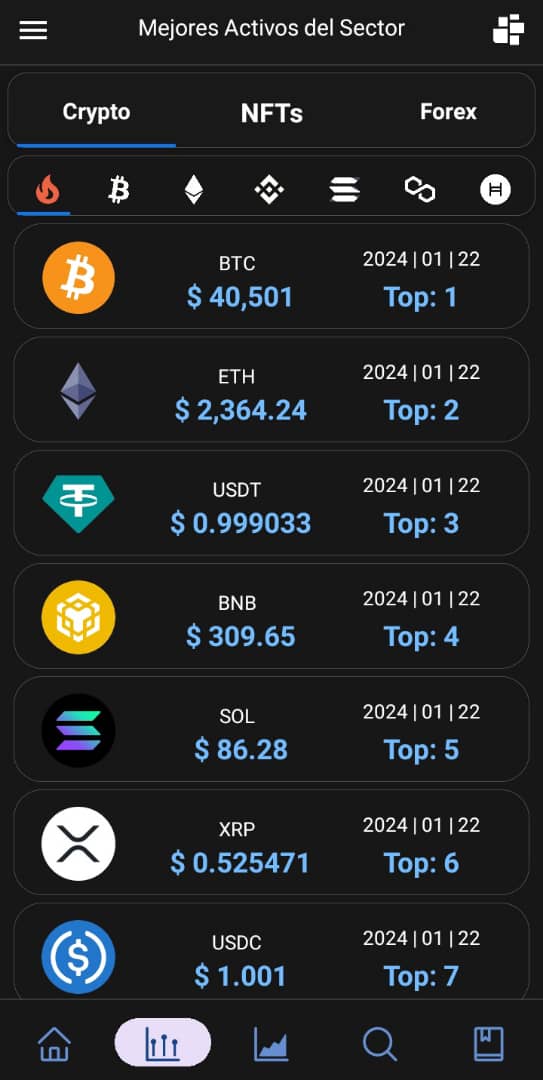 Mejores Activos del Sector
Crypto NFTs Forex
BTC 2024 | 01 | 22
$ 40,501 Top: 1
ETH 2024 | 01 | 22
$ 2,364.24 Top: 2
USDT 2024 | 01 | 22
$ 0.999033 Top: 3
BNB 2024 | 01 | 22
$ 309.65 Top: 4
SOL 2024 | 01 | 22
$ 86.28 Top: 5
XRP 2024 | 01 | 22
$ 0.525471 Top: 6
USDC 2024 | 01 | 22
$ 1.001 Top: 7